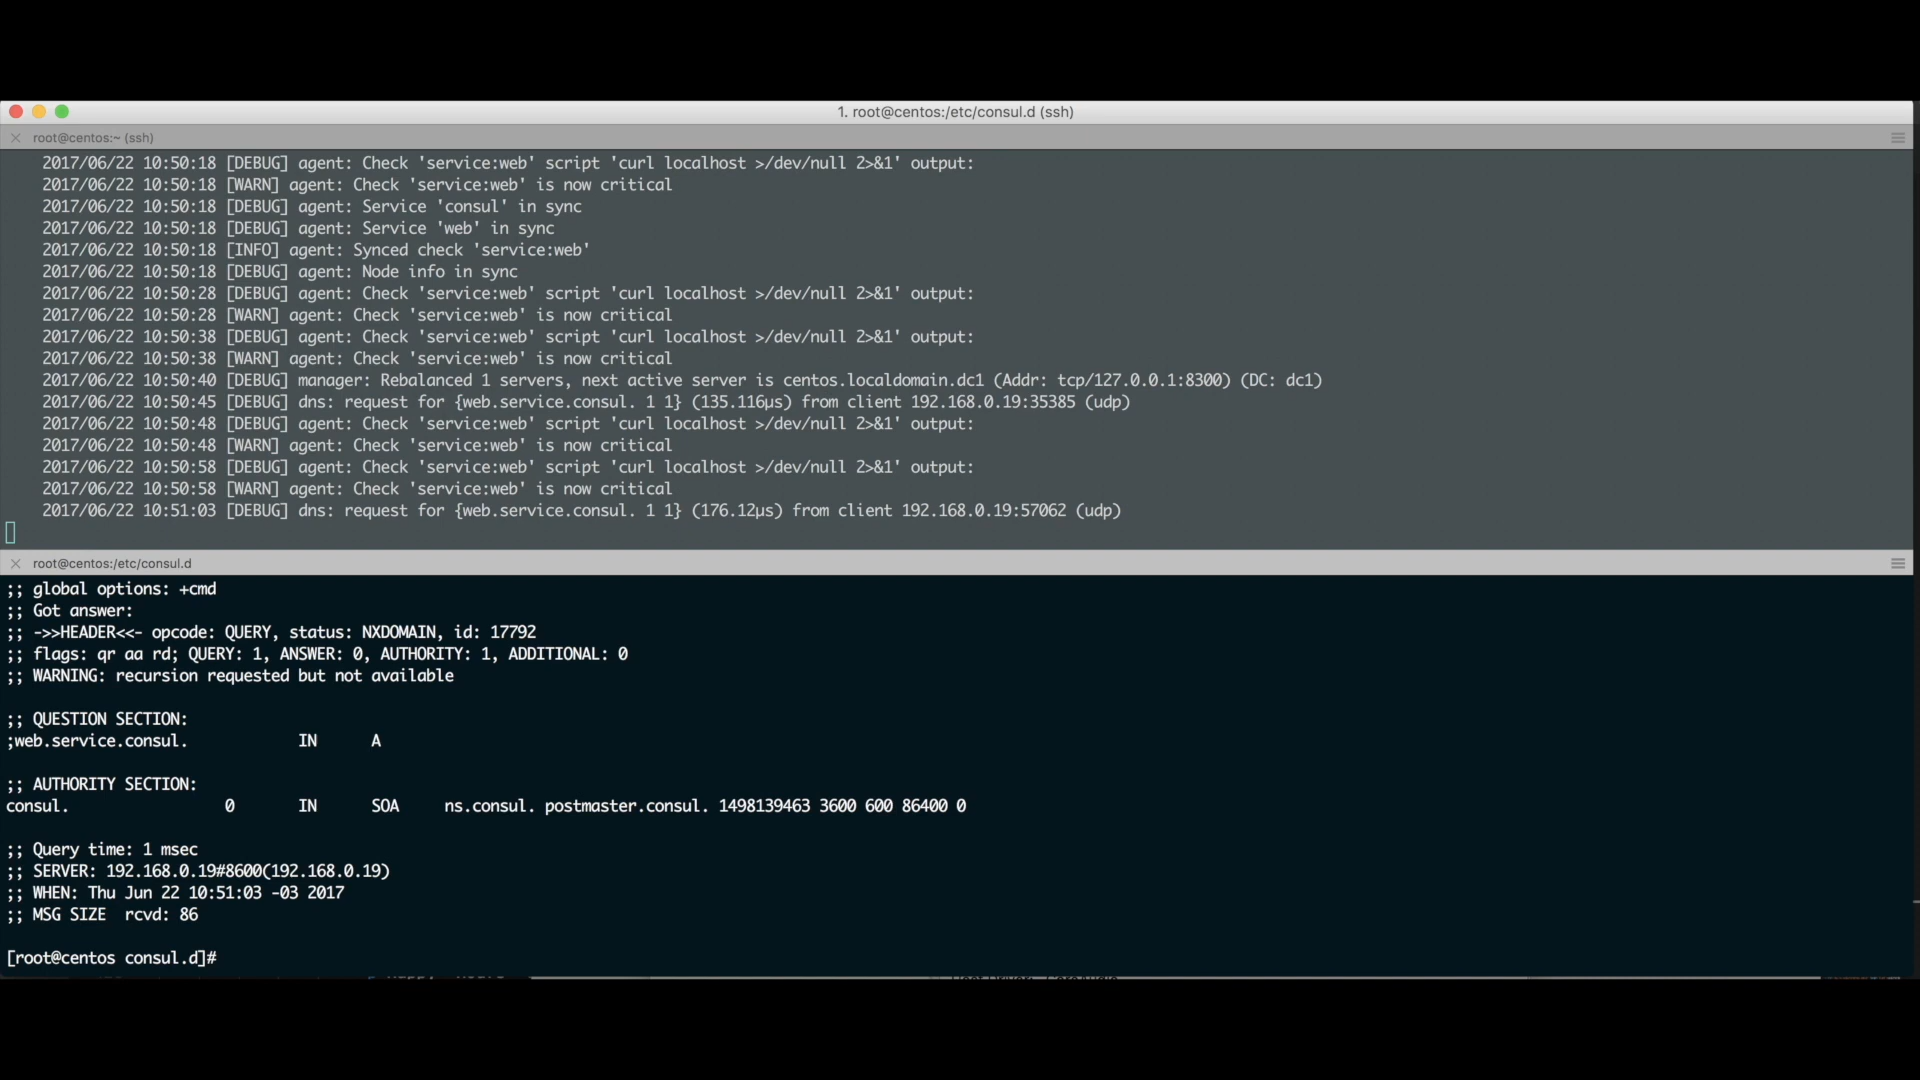 1. root@centos:/etc/consul.d (ssh)
root@centos:~ (ssh)
2017/06/22 10:50:18 [DEBUG] agent: Check 'service:web' script 'curl localhost >/dev/null 2>&1' output:
2017/06/22 10:50:18 [WARN] agent: Check 'service:web' is now critical
2017/06/22 10:50:18 [DEBUG] agent: Service 'consul' in sync
2017/06/22 10:50:18 [DEBUG] agent: Service 'web' in sync
2017/06/22 10:50:18 [INFO] agent: Synced check 'service:web'
2017/06/22 10:50:18 [DEBUG] agent: Node info in sync
2017/06/22 10:50:28 [DEBUG] agent: Check 'service:web' script 'curl localhost >/dev/null 2>&1' output:
2017/06/22 10:50:28 [WARN] agent: Check 'service:web' is now critical
2017/06/22 10:50:38 [DEBUG] agent: Check 'service:web' script 'curl localhost >/dev/null 2>&1' output:
2017/06/22 10:50:38 [WARN] agent: Check 'service:web' is now critical
2017/06/22 10:50:40 [DEBUG] manager: Rebalanced 1 servers, next active server is centos.localdomain.dc1 (Addr: tcp/127.0.0.1:8300) (DC: dc1)
2017/06/22 10:50:45 [DEBUG] dns: request for {web.service.consul. 1 1} (135.116µs) from client 192.168.0.19:35385 (udp)
2017/06/22 10:50:48 [DEBUG] agent: Check 'service:web' script 'curl localhost >/dev/null 2>&1' output:
2017/06/22 10:50:48 [WARN] agent: Check 'service:web' is now critical
2017/06/22 10:50:58 [DEBUG] agent: Check 'service:web' script 'curl localhost >/dev/null 2>&1' output:
2017/06/22 10:50:58 [WARN] agent: Check 'service:web' is now critical
2017/06/22 10:51:03 [DEBUG] dns: request for {web.service.consul. 1 1} (176.12µs) from client 192.168.0.19:57062 (udp)
root@centos:/etc/consul.d
;; global options: +cmd
;; Got answer:
;; ->>HEADER<<- opcode: QUERY, status: NXDOMAIN, id: 17792
;; flags: qr aa rd; QUERY: 1, ANSWER: 0, AUTHORITY: 1, ADDITIONAL: 0
;; WARNING: recursion requested but not available
;; QUESTION SECTION:
;web.service.consul. IN A
;; AUTHORITY SECTION:
consul. 0 IN SOA ns.consul. postmaster.consul. 1498139463 3600 600 86400 0
;; Query time: 1 msec
;; SERVER: 192.168.0.19#8600(192.168.0.19)
;; WHEN: Thu Jun 22 10:51:03 -03 2017
;; MSG SIZE rcvd: 86
[root@centos consul.d]#